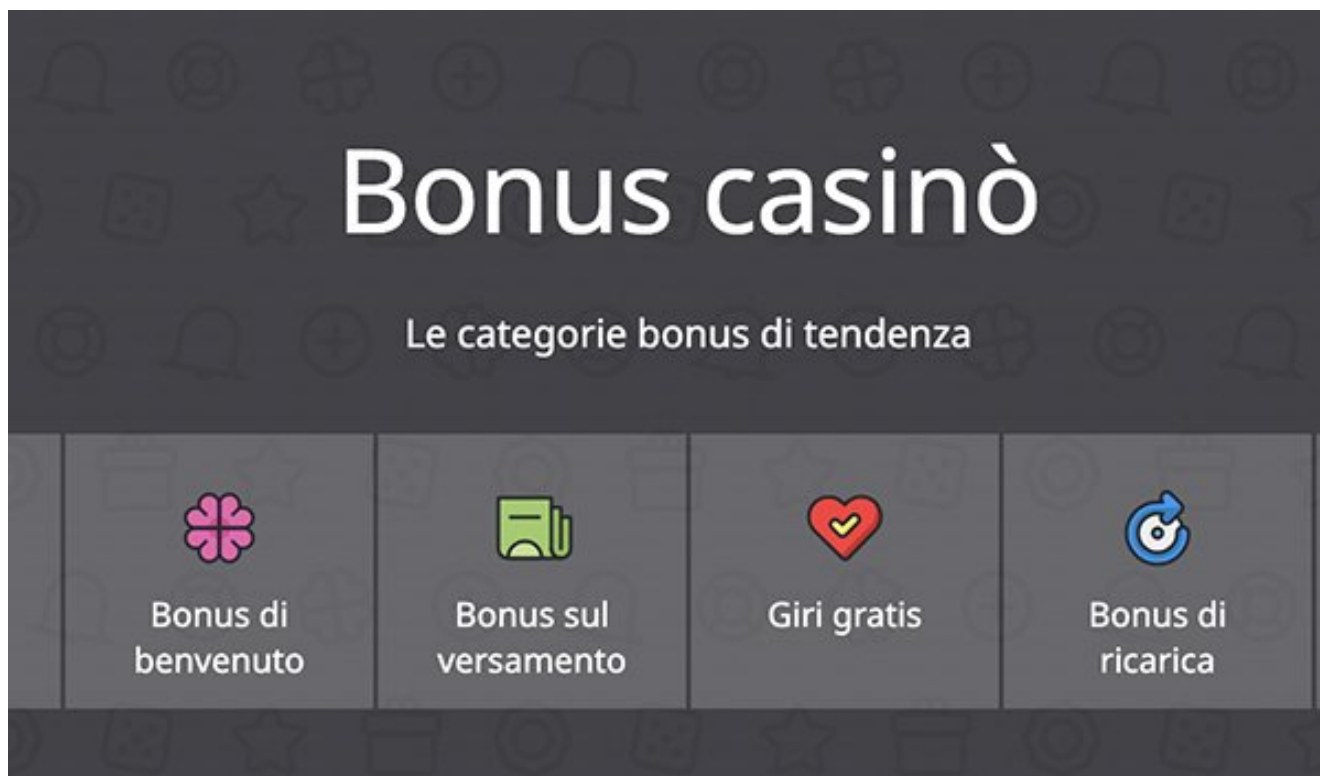 Bonus casinò
Le categorie bonus di tendenza
Bonus di
benvenuto
Bonus sul
versamento
Giri gratis
Bonus di
ricarica